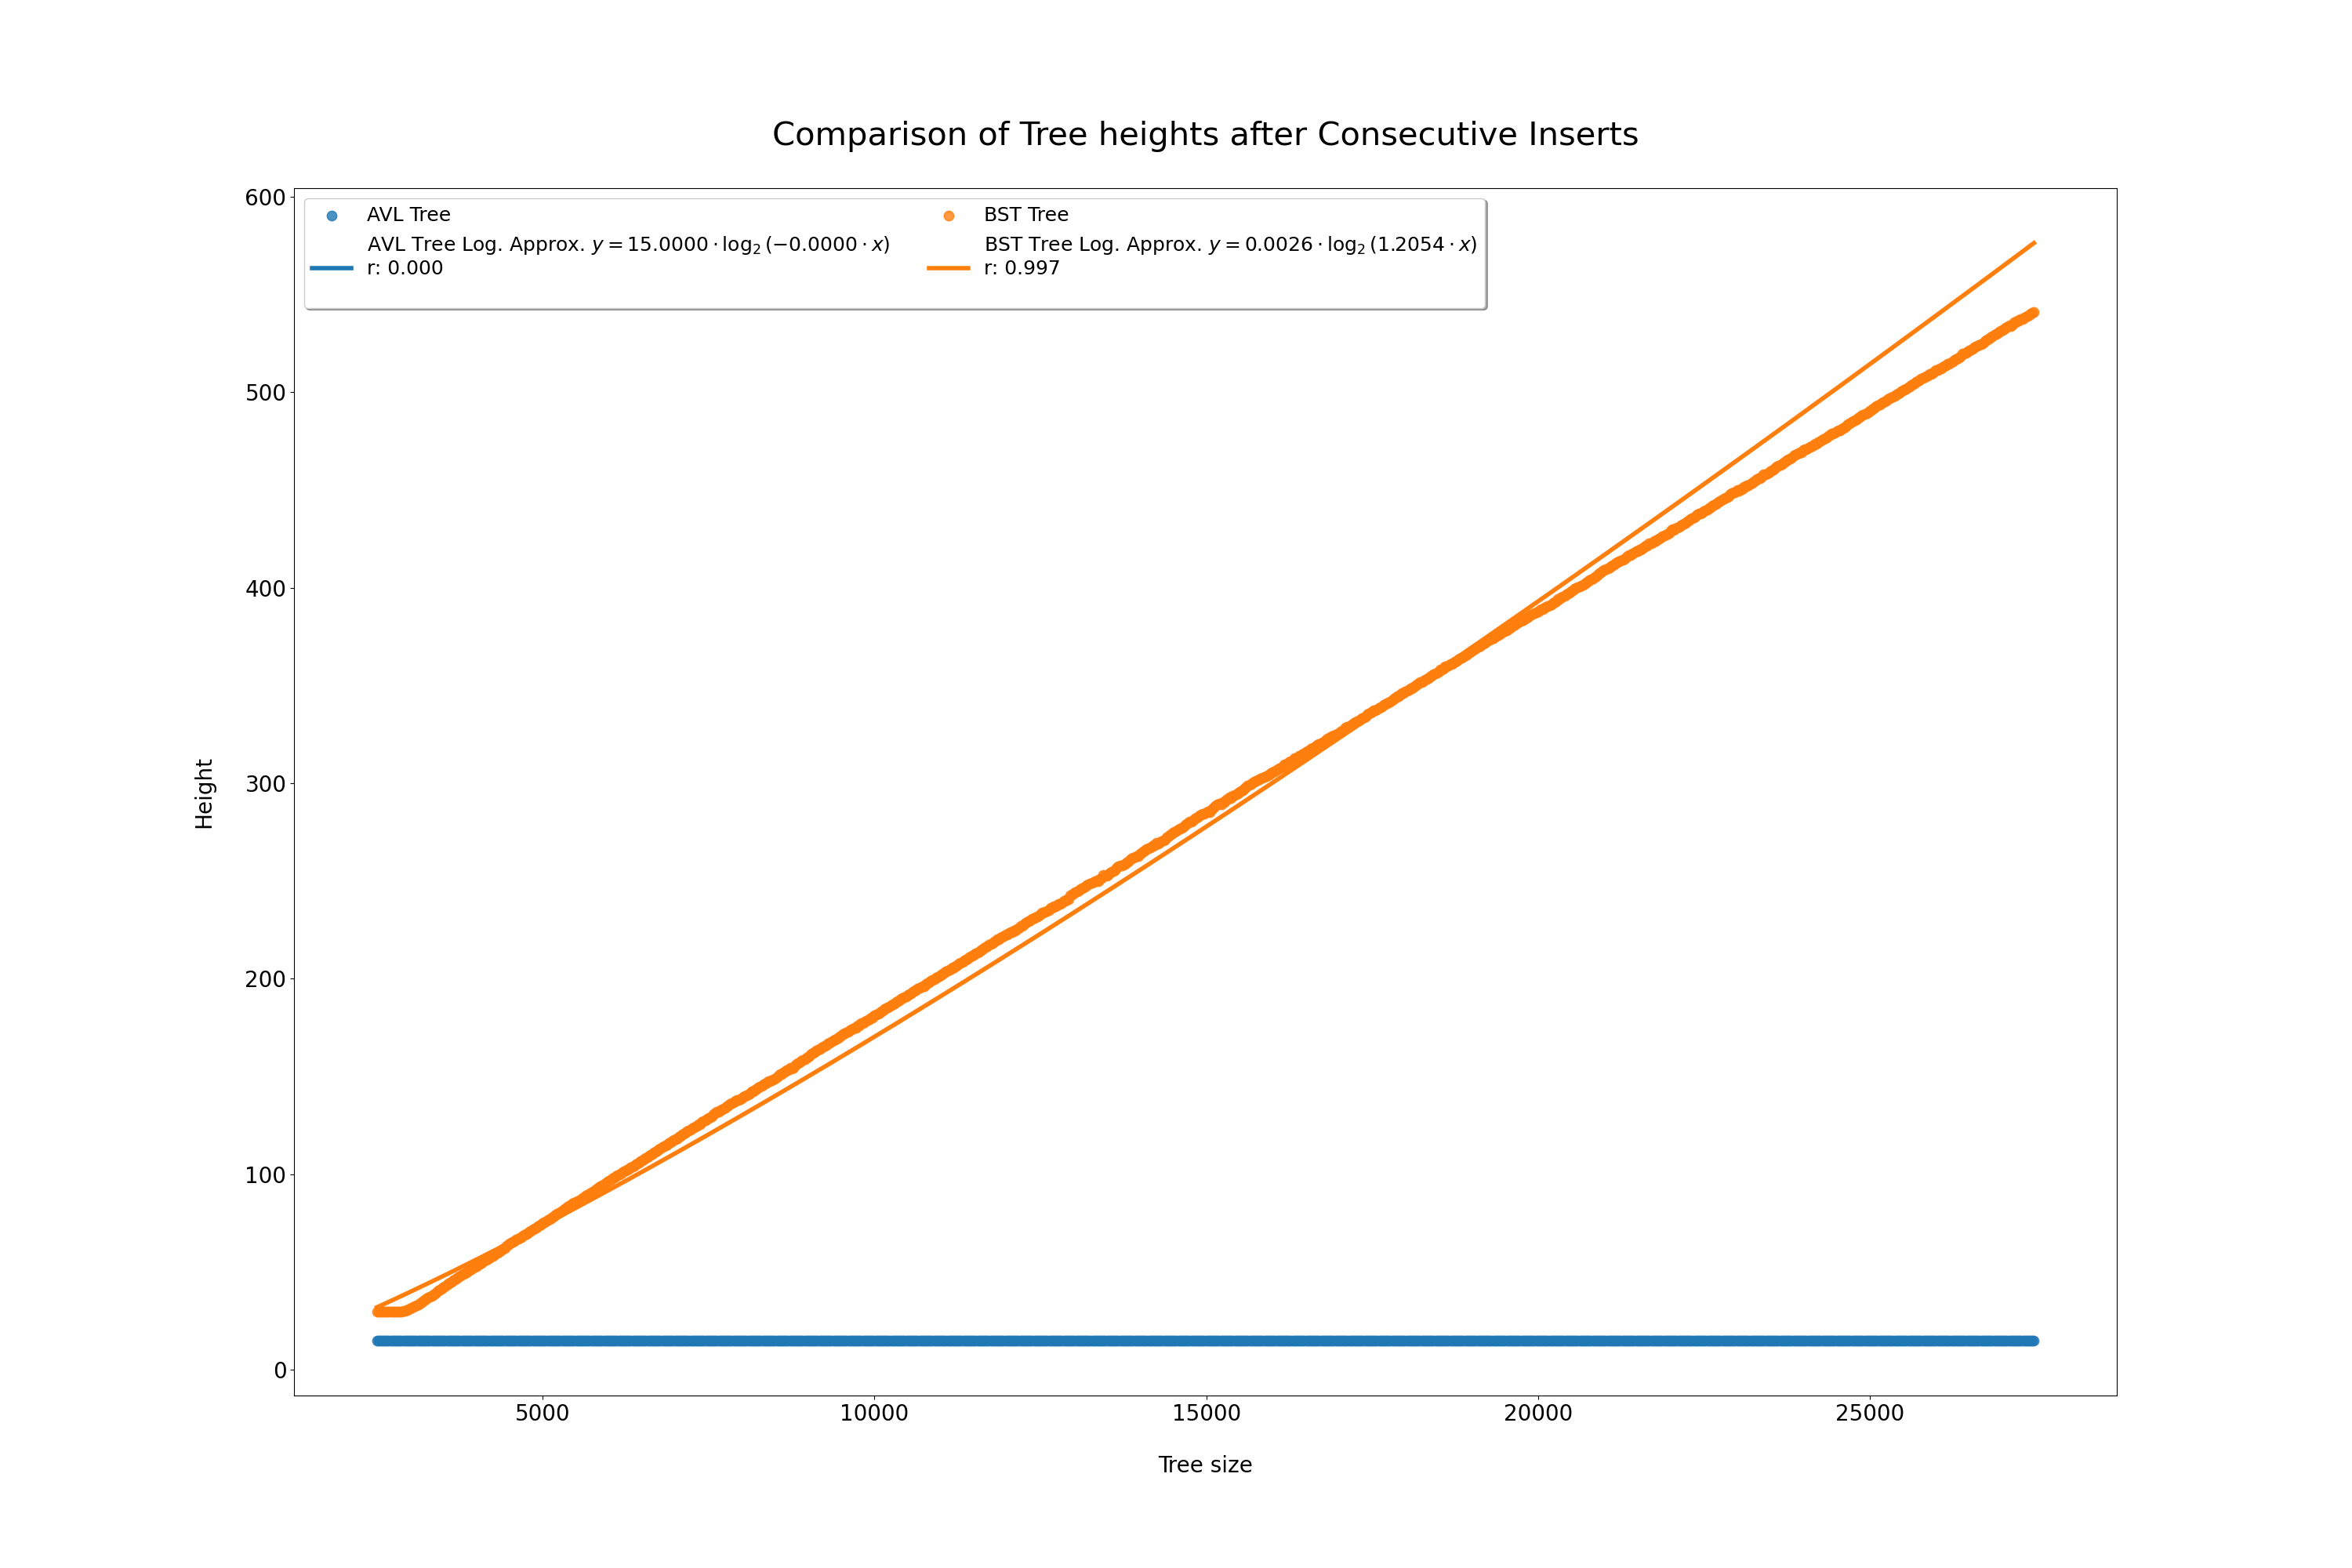 Comparison of Tree heights after Consecutive Inserts
600
500
400
300
200
100
0
Height
AVL Tree
AVL Tree Log. Approx. y = 15.0000 · log₂ (−0.0000 · x)
r: 0.000
BST Tree
BST Tree Log. Approx. y = 0.0026 · log₂ (1.2054 · x)
r: 0.997
5000 10000 15000 20000 25000
Tree size